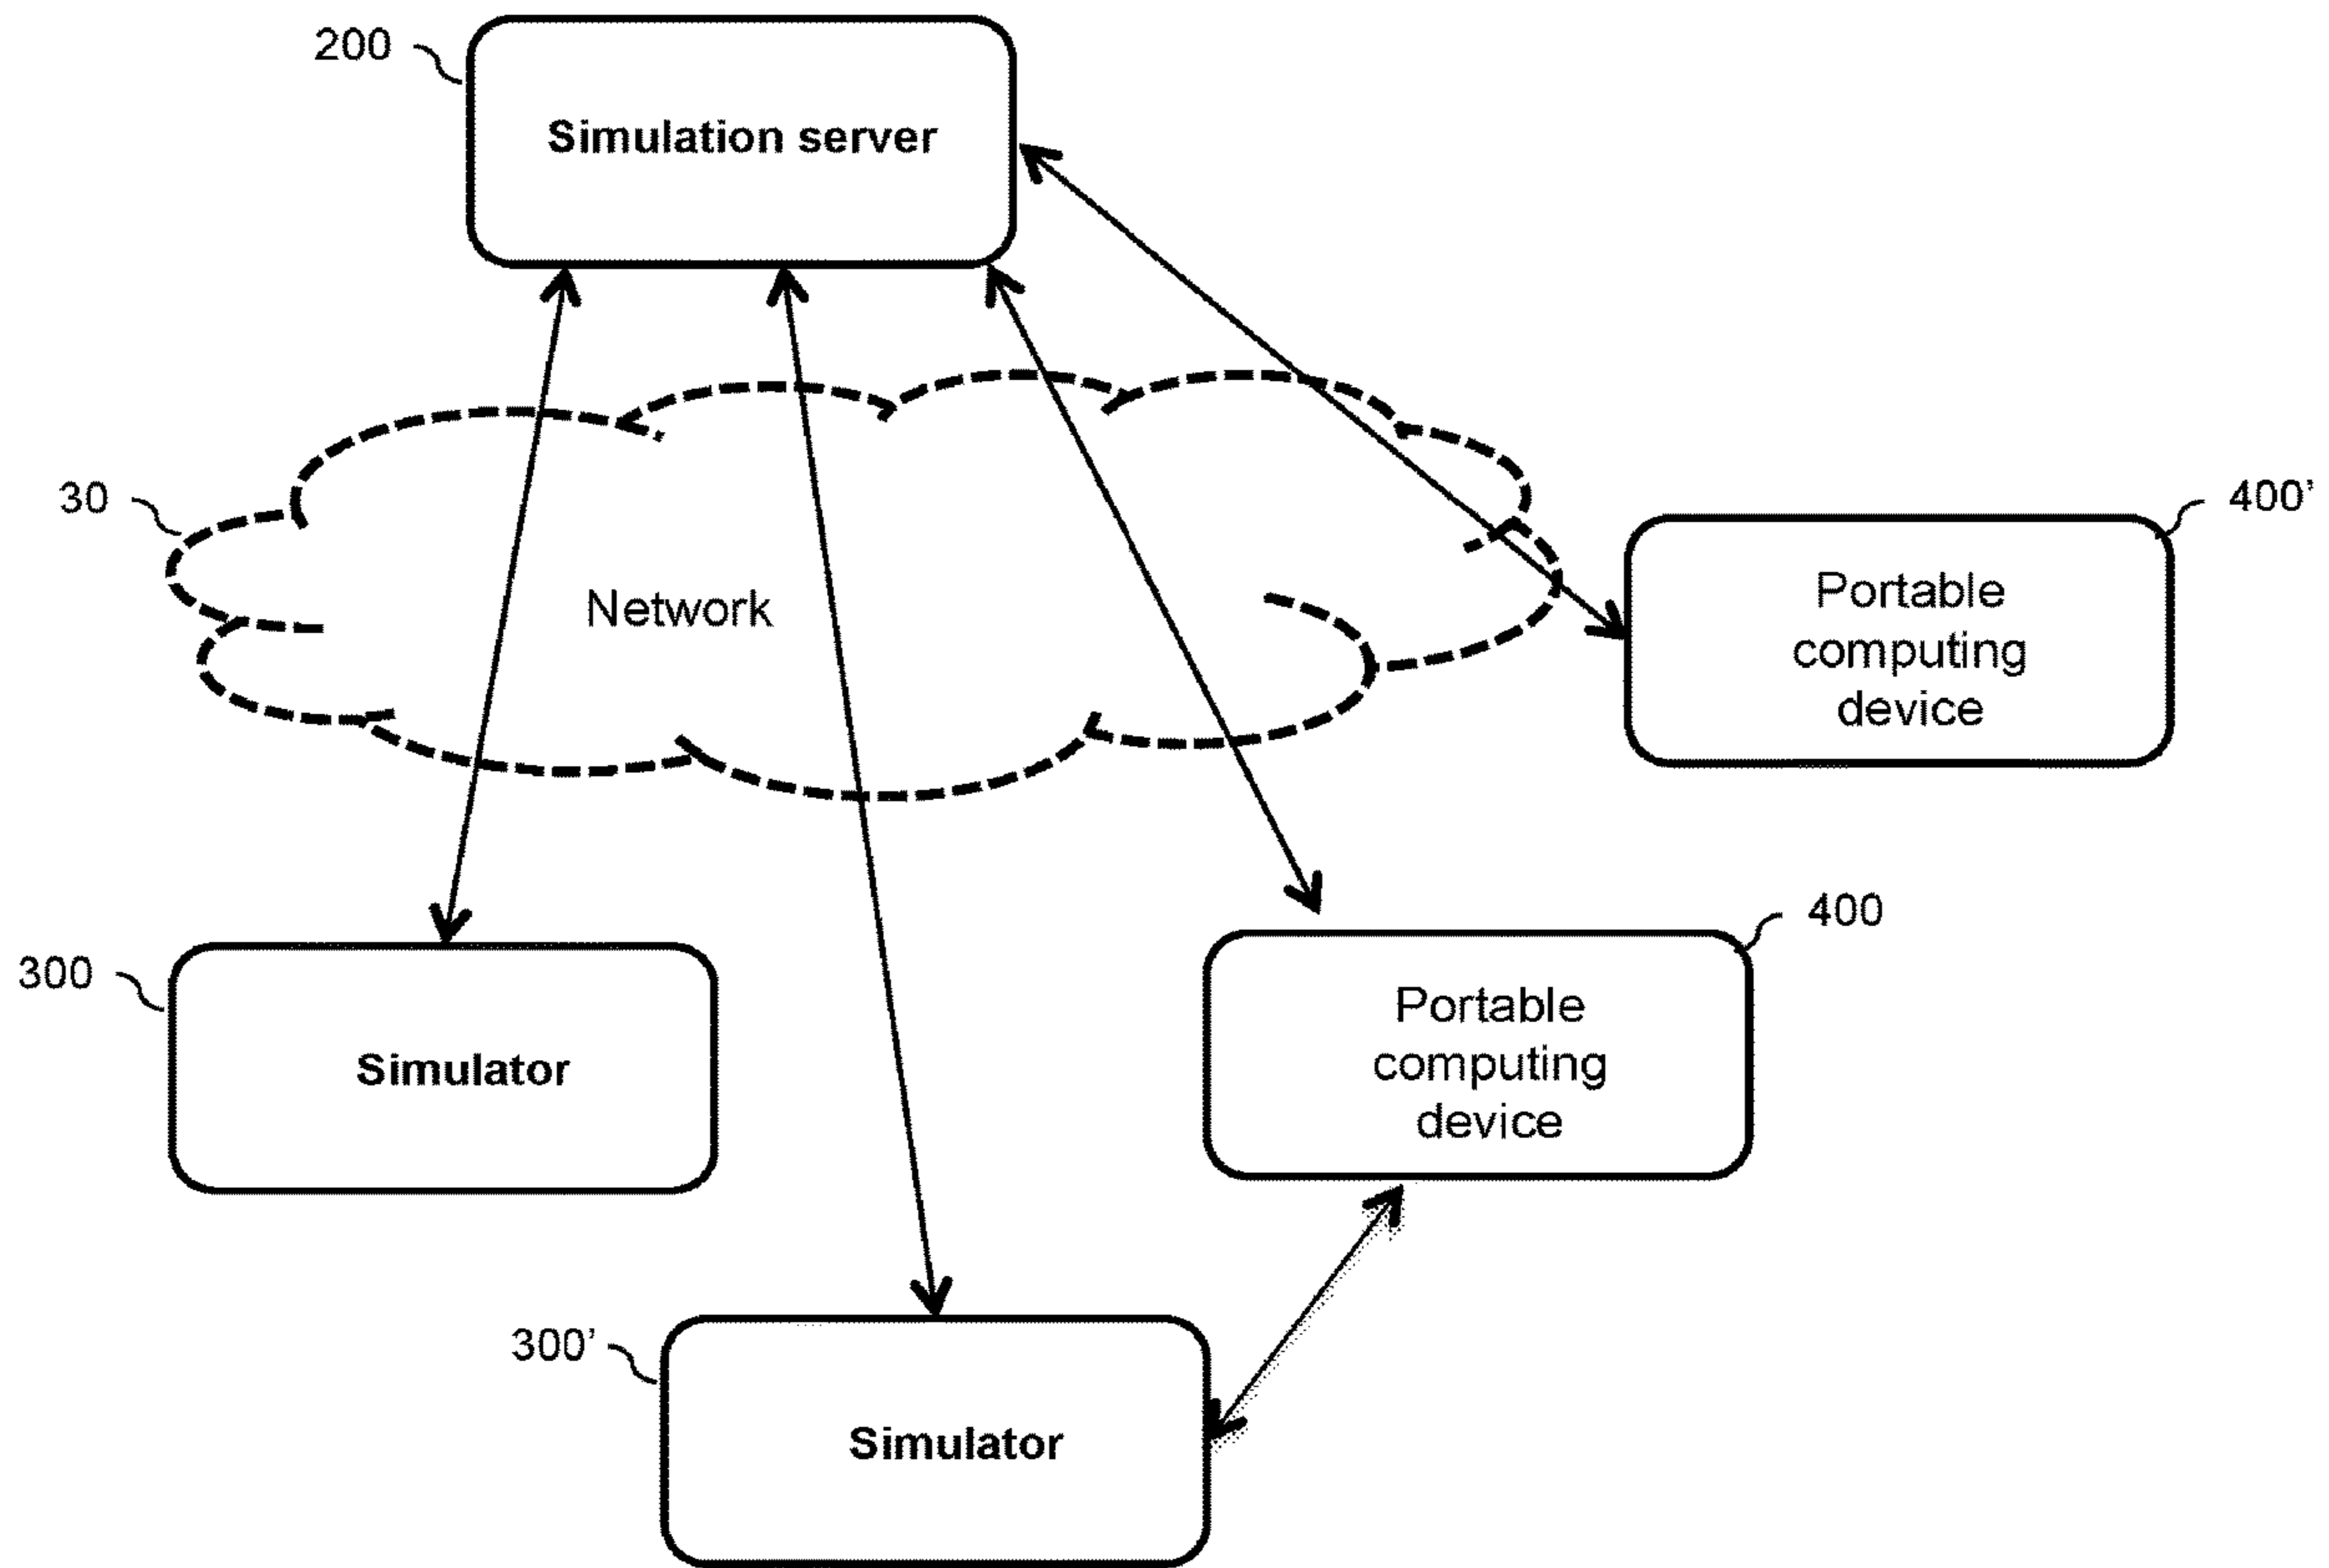 200
Simulation server
30
Network
400’
Portable
computing
device
300
Simulator
400
Portable
computing
device
300’
Simulator